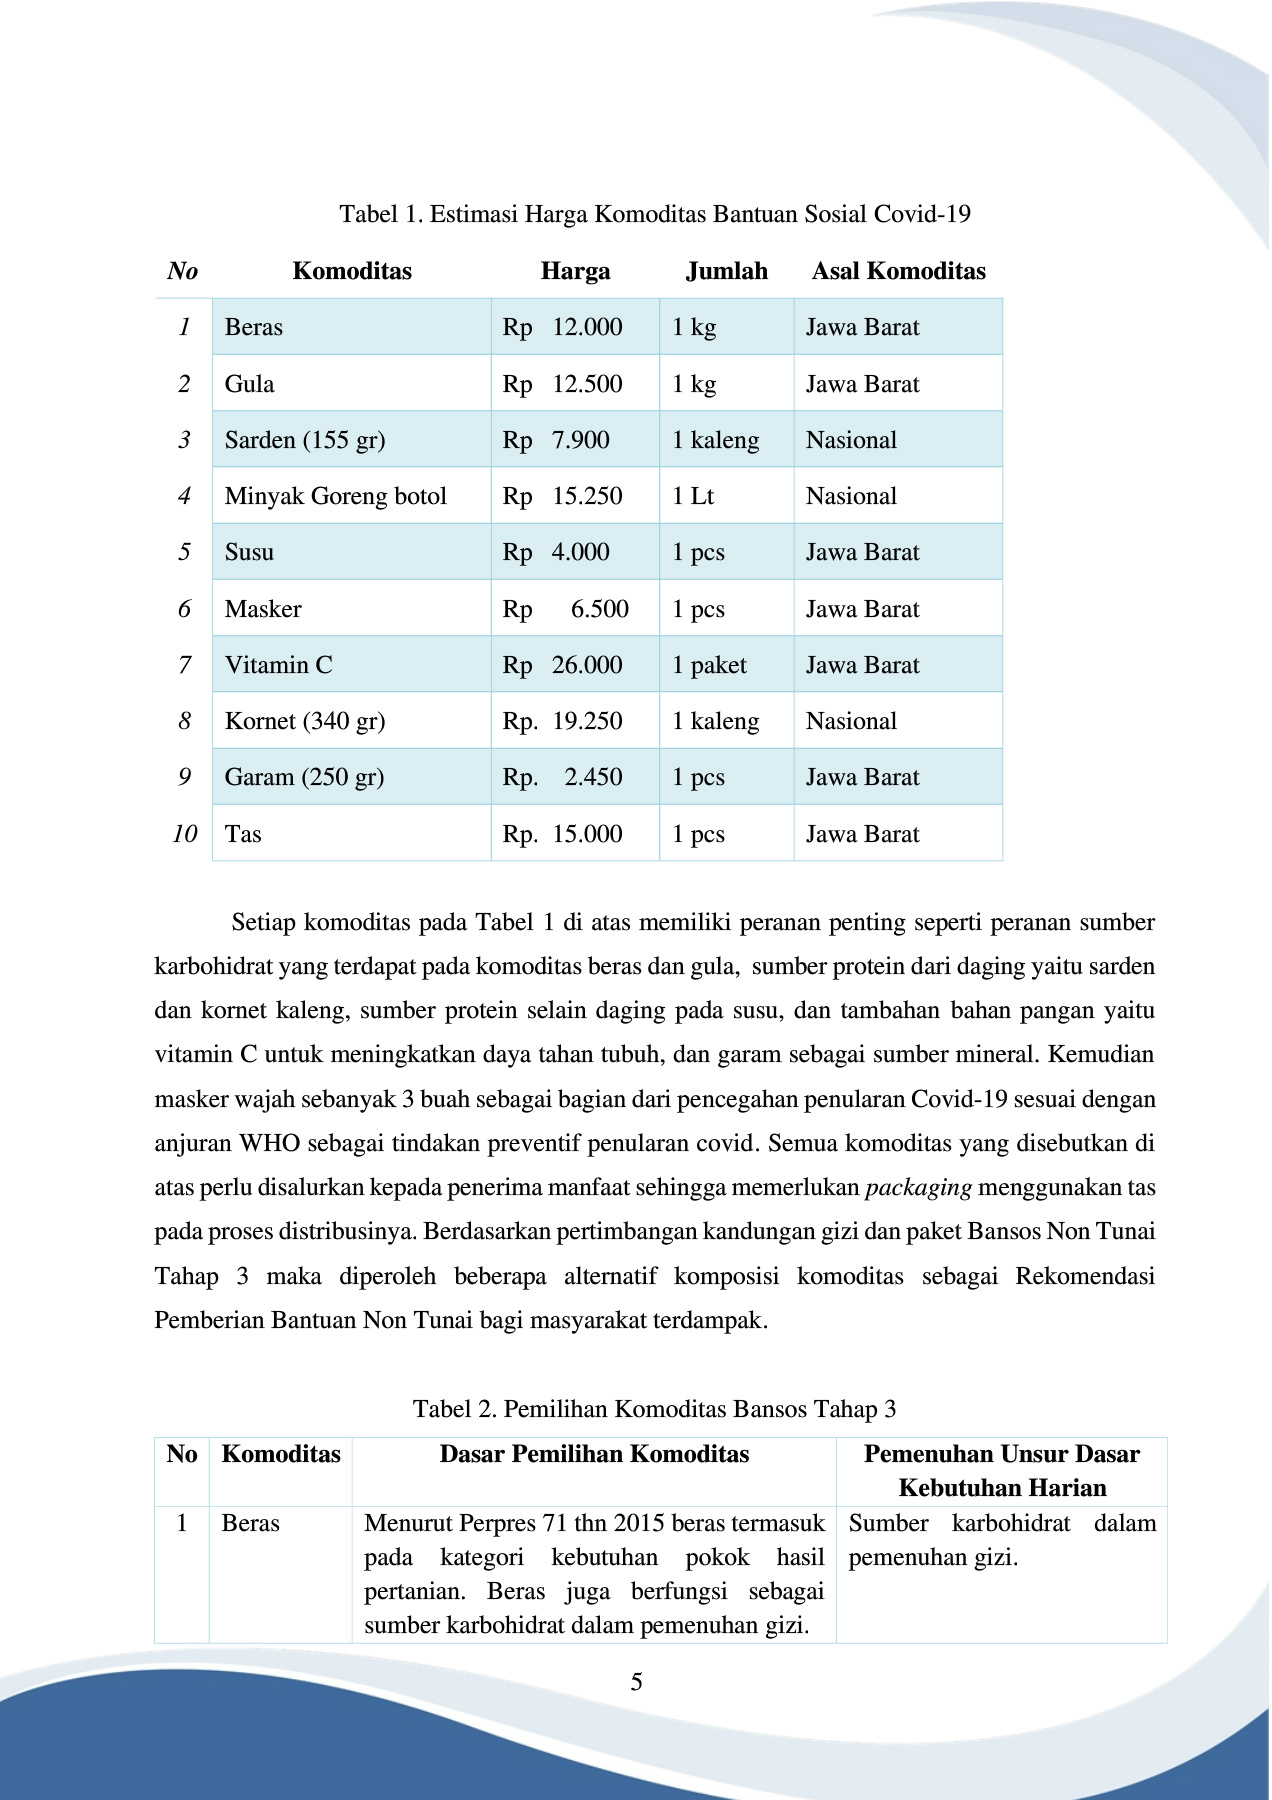 Tabel 1. Estimasi Harga Komoditas Bantuan Sosial Covid-19
No Komoditas Harga Jumlah Asal Komoditas
1 Beras Rp 12.000 1 kg Jawa Barat
2 Gula Rp 12.500 1 kg Jawa Barat
3 Sarden (155 gr) Rp 7.900 1 kaleng Nasional
4 Minyak Goreng botol Rp 15.250 1 Lt Nasional
5 Susu Rp 4.000 1 pcs Jawa Barat
6 Masker Rp 6.500 1 pcs Jawa Barat
7 Vitamin C Rp 26.000 1 paket Jawa Barat
8 Kornet (340 gr) Rp. 19.250 1 kaleng Nasional
9 Garam (250 gr) Rp. 2.450 1 pcs Jawa Barat
10 Tas Rp. 15.000 1 pcs Jawa Barat
Setiap komoditas pada Tabel 1 di atas memiliki peranan penting seperti peranan sumber
karbohidrat yang terdapat pada komoditas beras dan gula, sumber protein dari daging yaitu sarden
dan kornet kaleng, sumber protein selain daging pada susu, dan tambahan bahan pangan yaitu
vitamin C untuk meningkatkan daya tahan tubuh, dan garam sebagai sumber mineral. Kemudian
masker wajah sebanyak 3 buah sebagai bagian dari pencegahan penularan Covid-19 sesuai dengan
anjuran WHO sebagai tindakan preventif penularan covid. Semua komoditas yang disebutkan di
atas perlu disalurkan kepada penerima manfaat sehingga memerlukan packaging menggunakan tas
pada proses distribusinya. Berdasarkan pertimbangan kandungan gizi dan paket Bansos Non Tunai
Tahap 3 maka diperoleh beberapa alternatif komposisi komoditas sebagai Rekomendasi
Pemberian Bantuan Non Tunai bagi masyarakat terdampak.
Tabel 2. Pemilihan Komoditas Bansos Tahap 3
No Komoditas Dasar Pemilihan Komoditas Pemenuhan Unsur Dasar
Kebutuhan Harian
1 Beras Menurut Perpres 71 thn 2015 beras termasuk Sumber karbohidrat dalam
pada kategori kebutuhan pokok hasil pemenuhan gizi.
pertanian. Beras juga berfungsi sebagai
sumber karbohidrat dalam pemenuhan gizi.
5